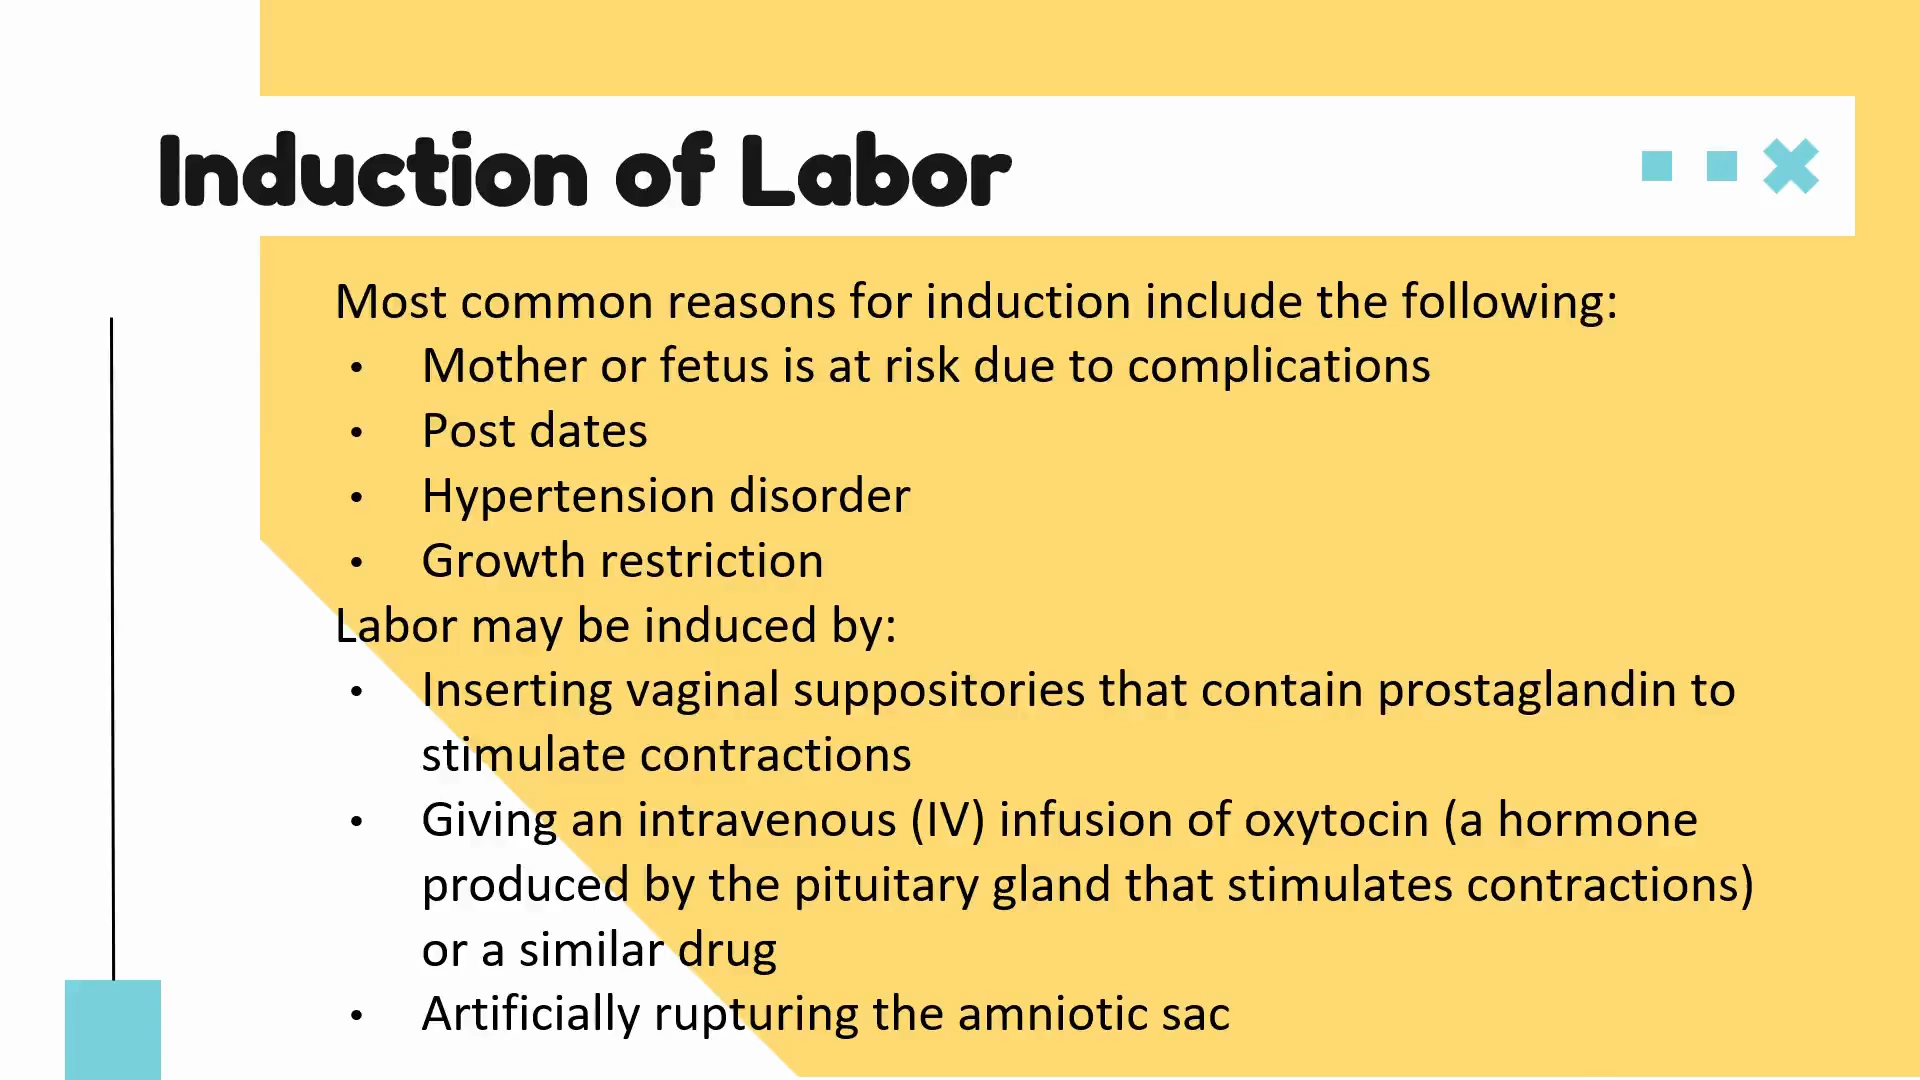 Induction of Labor
Most common reasons for induction include the following:
• Mother or fetus is at risk due to complications
• Post dates
• Hypertension disorder
• Growth restriction
Labor may be induced by:
• Inserting vaginal suppositories that contain prostaglandin to
stimulate contractions
• Giving an intravenous (IV) infusion of oxytocin (a hormone
produced by the pituitary gland that stimulates contractions)
or a similar drug
• Artificially rupturing the amniotic sac